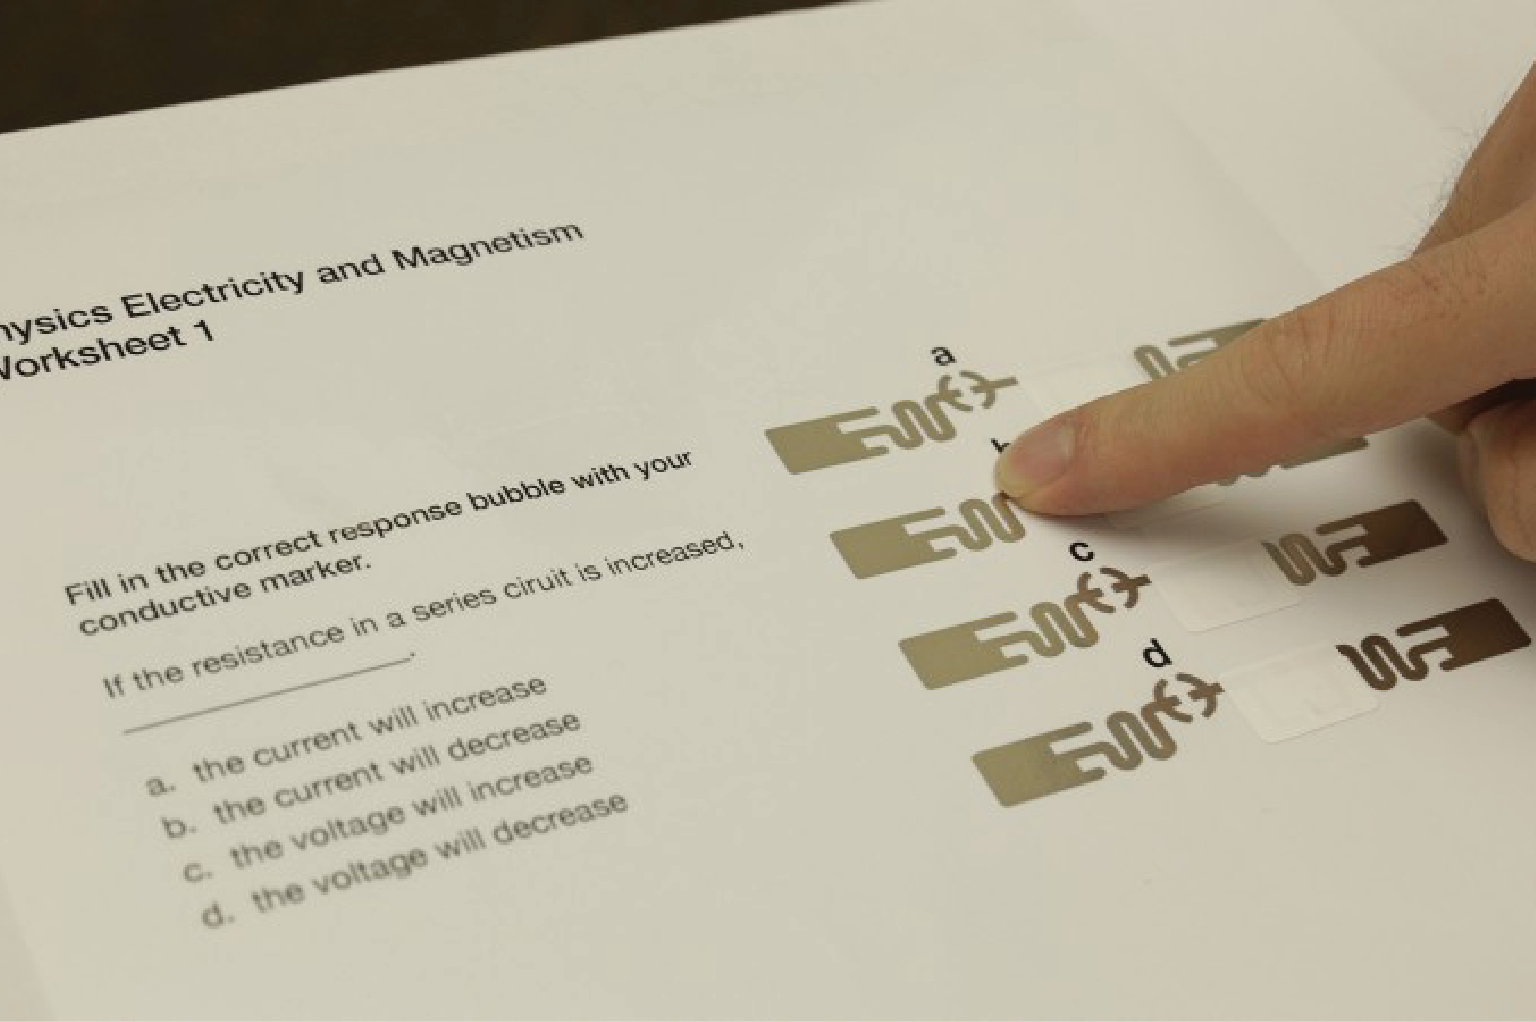 hysics Electricity and Magnetism
Worksheet 1
Fill in the correct response bubble with your
conductive marker.
If the resistance in a series ciruit is increased,
____________.
a. the current will increase
b. the current will decrease
c. the voltage will increase
d. the voltage will decrease
a
b
c
d